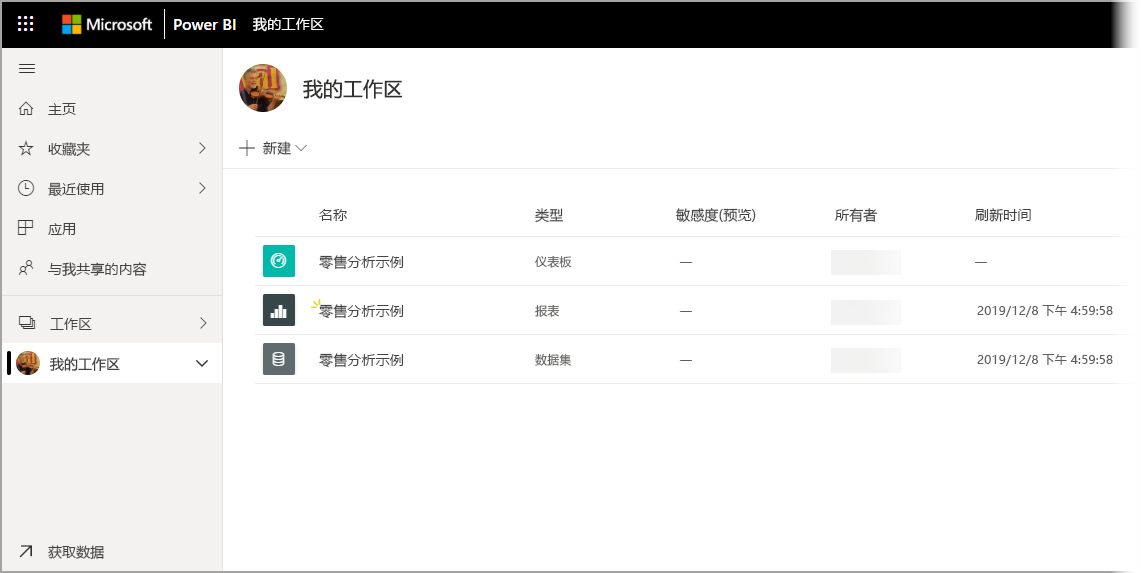 Microsoft Power BI 我的工作区
主页
收藏夹
最近使用
应用
与我共享的内容
工作区
我的工作区
获取数据
我的工作区
新建
名称 类型 敏感度(预览) 所有者 刷新时间
零售分析示例 仪表板 — —
零售分析示例 报表 — 2019/12/8 下午 4:59:58
零售分析示例 数据集 — 2019/12/8 下午 4:59:58